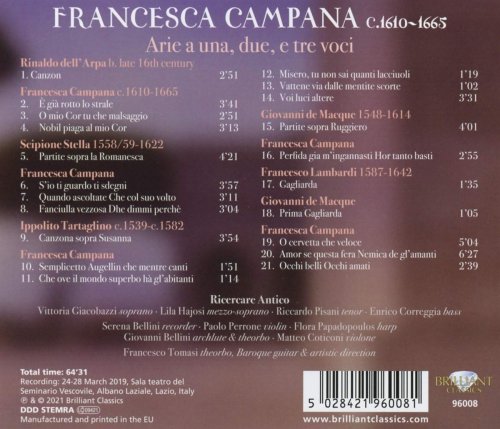 FRANCESCA CAMPANA c.1610~1665
Arie a una, due, e tre voci
Rinaldo dell'Arpa b. late 16th century
1. Canzon 2'51
Francesca Campana c.1610-1665
2. E già rotto lo strale 3'41
3. O mio Cor tu che malsaggio 2'51
4. Nobil piaga al mio Cor 3'13
Scipione Stella 1558/59-1622
5. Partite sopra la Romanesca 4'21
Francesca Campana
6. S'io ti guardo ti sdegni 3'57
7. Quando ascoltate Che col suo volto 3'11
8. Fanciulla vezzosa Dhe dimmi perchè 3'04
Ippolito Tartaglino c.1539-c.1582
9. Canzona sopra Susanna 3'54
Francesca Campana
10. Semplicetto Augellin che mentre canti 1'51
11. Che ove il mondo superbo hà gl'abitanti 1'14
12. Misero, tu non sai quanti lacciuoli 1'19
13. Vattene via dalle mentite scorte 1'02
14. Voi luci altere 3'31
Giovanni de Macque 1548-1614
15. Partite sopra Ruggiero 4'01
Francesca Campana
16. Perfida gia m'ingannasti Hor tanto basti 2'55
Francesco Lambardi 1587-1642
17. Gagliarda 1'35
Giovanni de Macque
18. Prima Gagliarda 1'05
Francesca Campana
19. O cervetta che veloce 5'04
20. Amor se questa fera Nemica de gl'amanti 6'27
21. Occhi belli Occhi amati 2'39
Ricercare Antico
Vittoria Giacobazzi soprano · Lila Hajosi mezzo-soprano · Riccardo Pisani tenor · Enrico Correggia bass
Serena Bellini recorder · Paolo Perrone violin · Flora Papadopoulos harp
Giovanni Bellini archlute & theorbo · Matteo Coticoni violone
Francesco Tomasi theorbo, Baroque guitar & artistic direction
Total time: 64'31
Recording: 24-28 March 2019, Sala teatro del
Seminario Vescovile, Albano Laziale, Lazio, Italy
℗ & © 2021 Brilliant Classics
DDD STEMRA 09421
Manufactured and printed in the EU
5 028421 960081
www.brilliantclassics.com
BRILLIANT
CLASSICS
96008